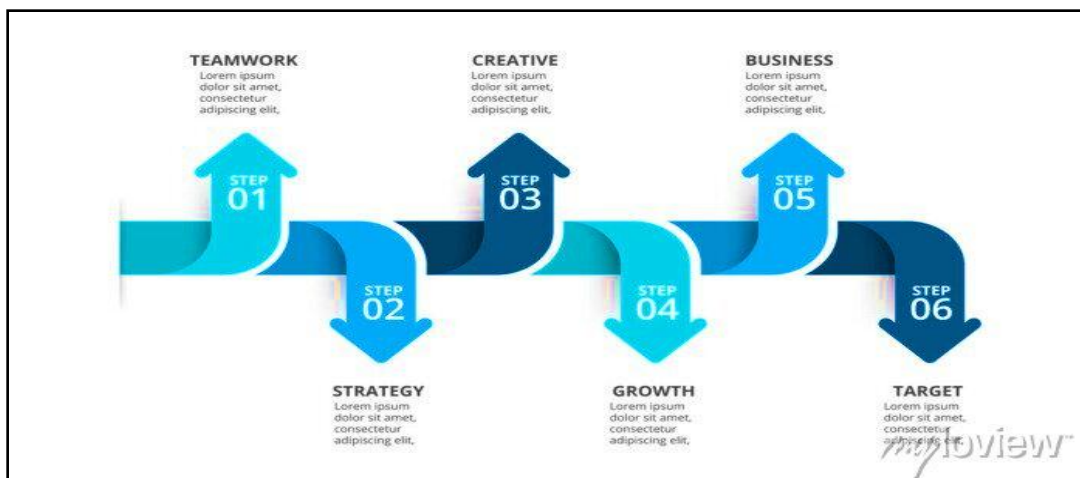 TEAMWORK
Lorem ipsum
dolor sit amet,
consectetur
adipiscing elit,
CREATIVE
Lorem ipsum
dolor sit amet,
consectetur
adipiscing elit,
BUSINESS
Lorem ipsum
dolor sit amet,
consectetur
adipiscing elit,
STEP
01
STEP
03
STEP
05
STEP
02
STEP
04
STEP
06
STRATEGY
Lorem ipsum
dolor sit amet,
consectetur
adipiscing elit,
GROWTH
Lorem ipsum
dolor sit amet,
consectetur
adipiscing elit,
TARGET
Lorem ipsum
dolor sit amet,
consectetur
adipiscing elit,
myloview